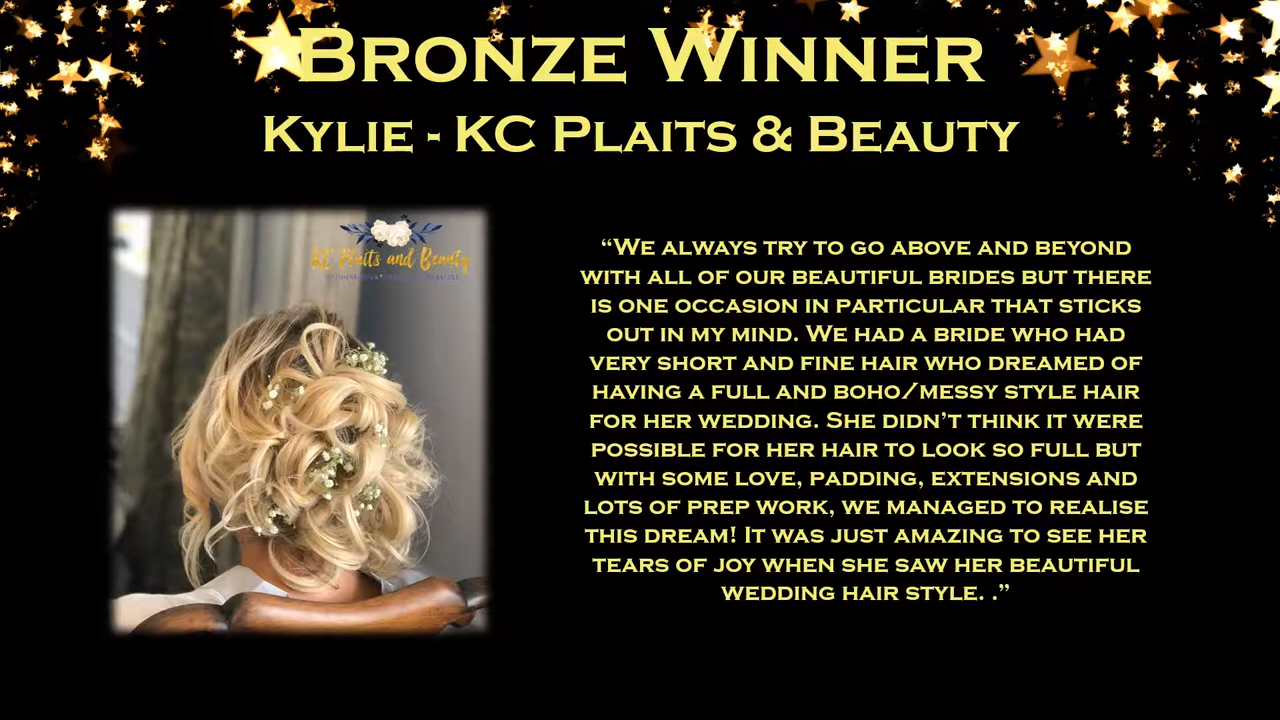 BRONZE WINNER
KYLIE - KC PLAITS & BEAUTY
KC Plaits and Beauty
“WE ALWAYS TRY TO GO ABOVE AND BEYOND
WITH ALL OF OUR BEAUTIFUL BRIDES BUT THERE
IS ONE OCCASION IN PARTICULAR THAT STICKS
OUT IN MY MIND. WE HAD A BRIDE WHO HAD
VERY SHORT AND FINE HAIR WHO DREAMED OF
HAVING A FULL AND BOHO/MESSY STYLE HAIR
FOR HER WEDDING. SHE DIDN’T THINK IT WERE
POSSIBLE FOR HER HAIR TO LOOK SO FULL BUT
WITH SOME LOVE, PADDING, EXTENSIONS AND
LOTS OF PREP WORK, WE MANAGED TO REALISE
THIS DREAM! IT WAS JUST AMAZING TO SEE HER
TEARS OF JOY WHEN SHE SAW HER BEAUTIFUL
WEDDING HAIR STYLE. .”